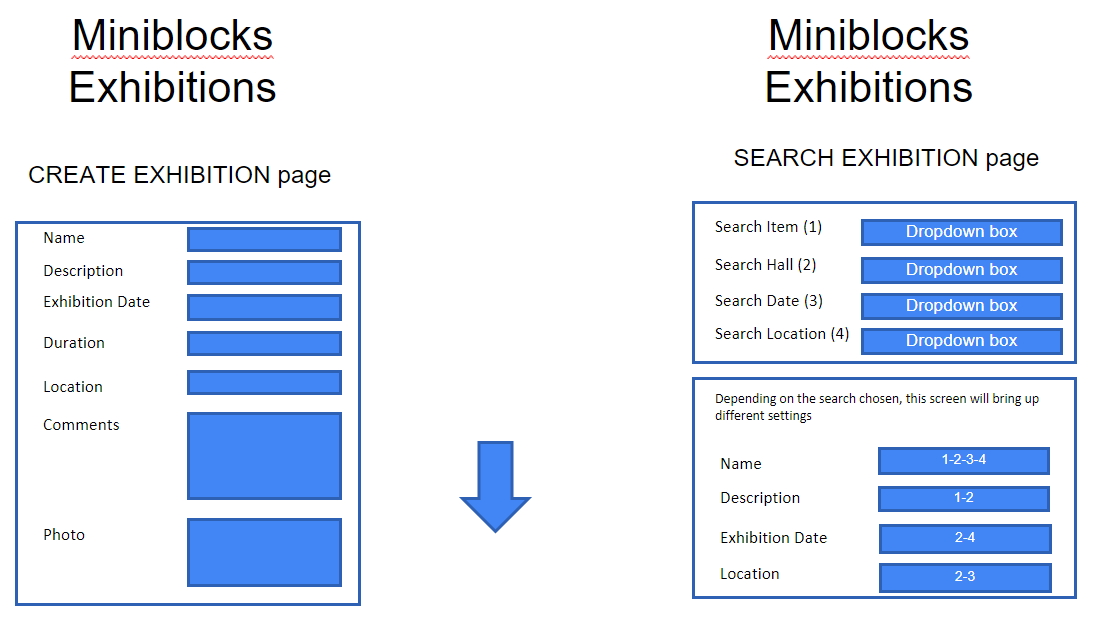 Miniblocks
Exhibitions
CREATE EXHIBITION page
Name
Description
Exhibition Date
Duration
Location
Comments
Photo
Miniblocks
Exhibitions
SEARCH EXHIBITION page
Search Item (1)
Dropdown box
Search Hall (2)
Dropdown box
Search Date (3)
Dropdown box
Search Location (4)
Dropdown box
Depending on the search chosen, this screen will bring up
different settings
Name
1-2-3-4
Description
1-2
Exhibition Date
2-4
Location
2-3